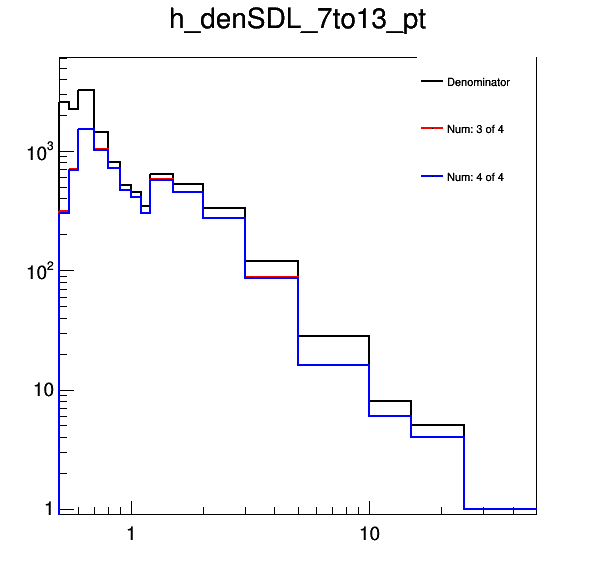 h_denSDL_7to13_pt
Denominator
Num: 3 of 4
Num: 4 of 4
10³
10²
10
1
1
10